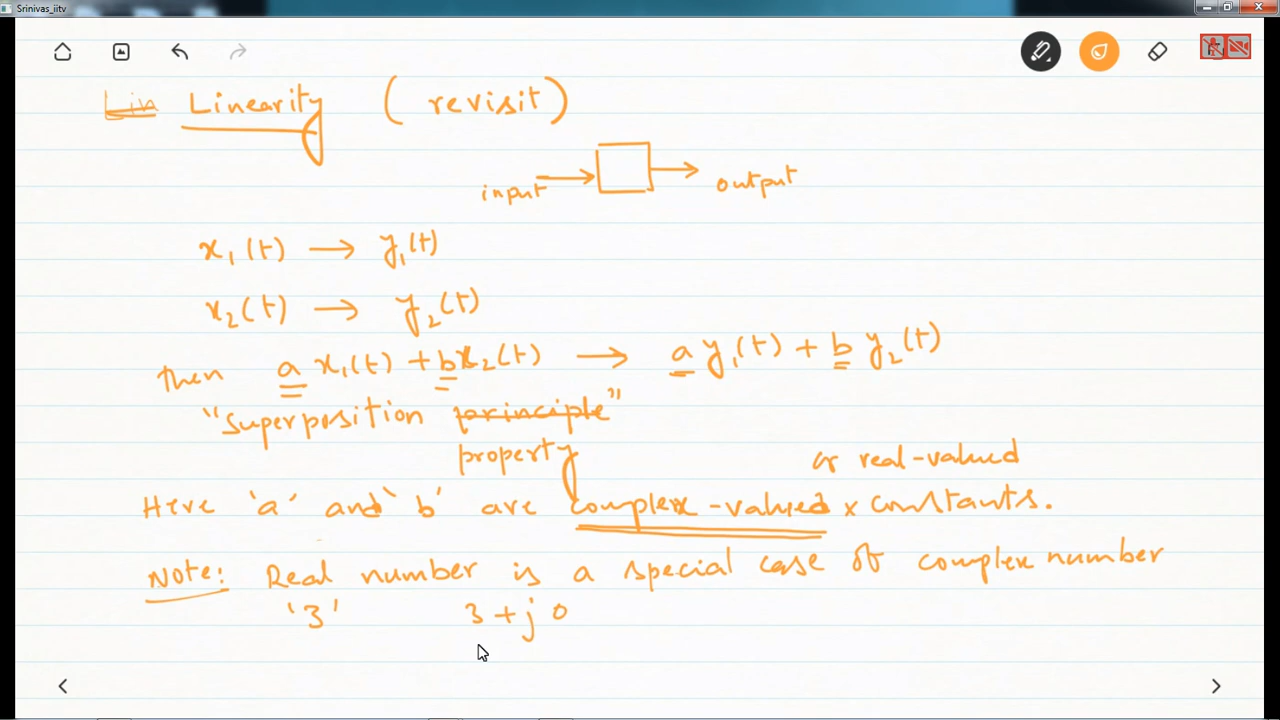 Srinivas_iitv
Lin Linearity (revisit)
input output
x₁(t) → y₁(t)
x₂(t) → y₂(t)
then a x₁(t) + b x₂(t) → a y₁(t) + b y₂(t)
"Superposition principle"
property
or real-valued
Here 'a' and 'b' are complex-valued x constants.
Note: Real number is a special case of complex number
'3' 3 + j 0